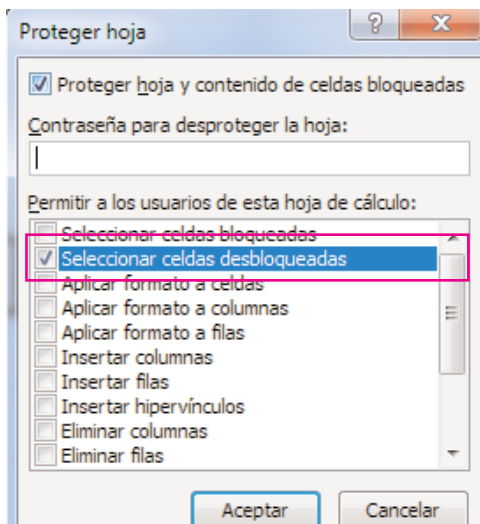 Proteger hoja
Proteger hoja y contenido de celdas bloqueadas
Contraseña para desproteger la hoja:
Permitir a los usuarios de esta hoja de cálculo:
Seleccionar celdas bloqueadas
Seleccionar celdas desbloqueadas
Aplicar formato a celdas
Aplicar formato a columnas
Aplicar formato a filas
Insertar columnas
Insertar filas
Insertar hipervínculos
Eliminar columnas
Eliminar filas
Aceptar Cancelar